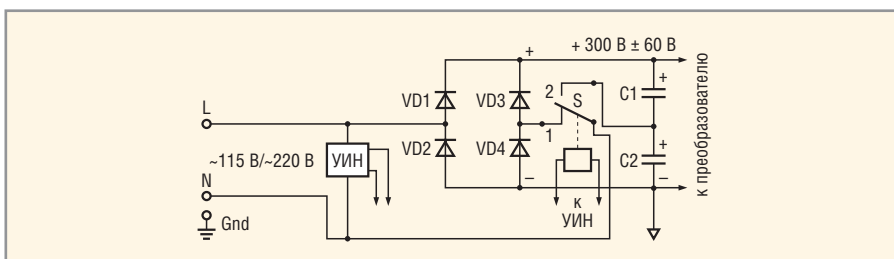 + 300 В ± 60 В
+
L
VD1
VD3
2
S
C1
+
~115 В/~220 В
УИН
VD2
VD4
1
C2
+
N
–
–
Gnd
к
УИН
к преобразователю